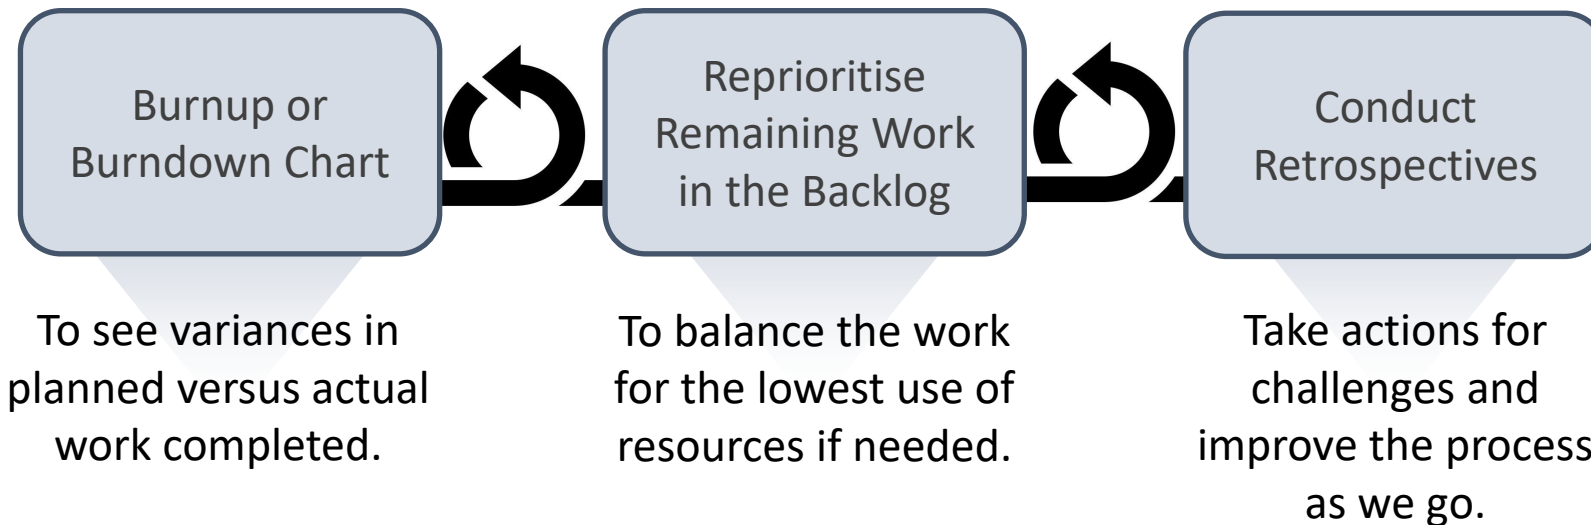 Burnup or
Burndown Chart
Reprioritise
Remaining Work
in the Backlog
Conduct
Retrospectives
To see variances in
planned versus actual
work completed.
To balance the work
for the lowest use of
resources if needed.
Take actions for
challenges and
improve the process
as we go.